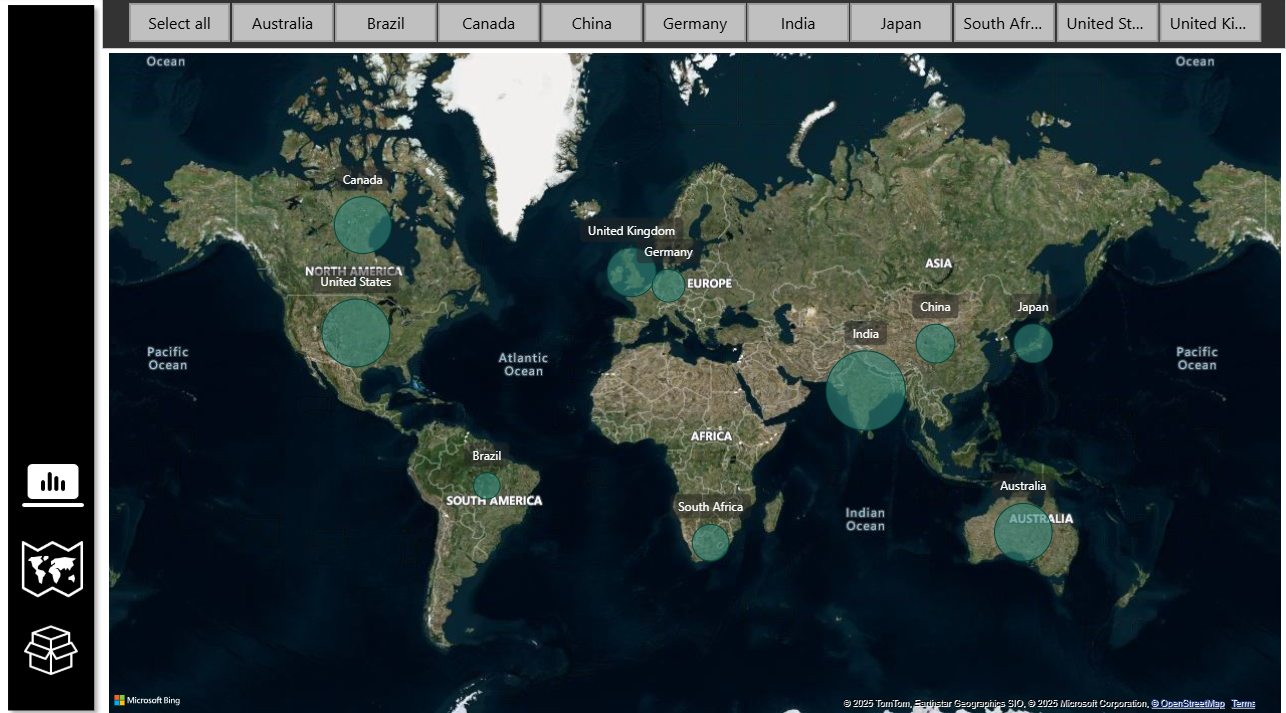 Select all
Australia
Brazil
Canada
China
Germany
India
Japan
South Afr...
United St...
United Ki...
Ocean
Ocean
Canada
United Kingdom
Germany
NORTH AMERICA
United States
EUROPE
ASIA
China
Japan
India
Pacific
Ocean
Atlantic
Ocean
Pacific
Ocean
AFRICA
Brazil
SOUTH AMERICA
South Africa
Australia
AUSTRALIA
Indian
Ocean
Microsoft Bing
© 2025 TomTom, Earthstar Geographics SIO, © 2025 Microsoft Corporation, © OpenStreetMap Terms